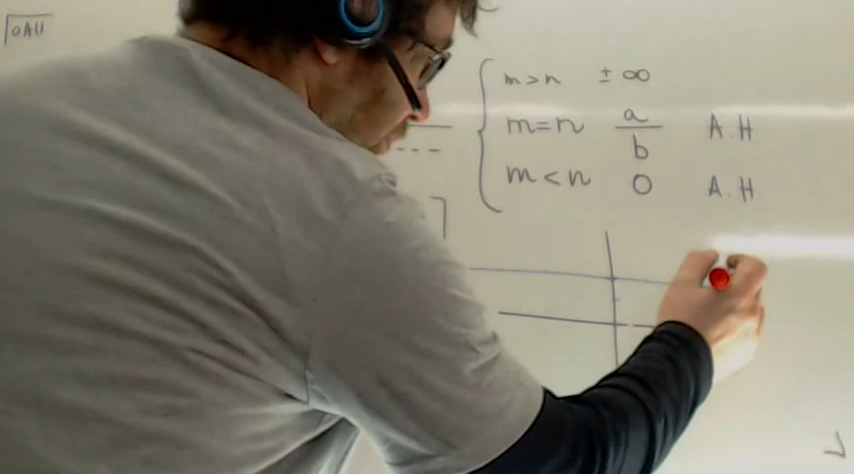 m>n ± ∞
m=n a/b A.H
m<n 0 A.H